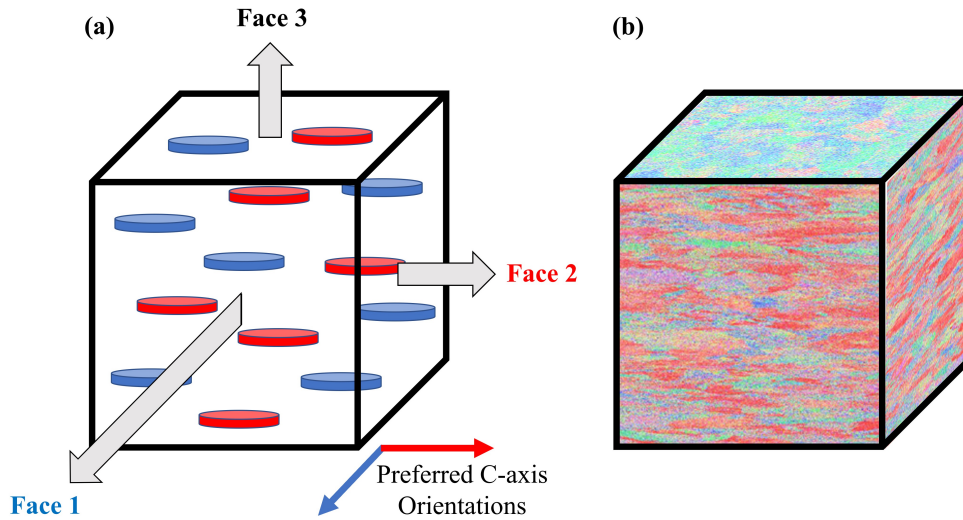 (a)
Face 3
(b)
Face 2
Face 1
Preferred C-axis
Orientations